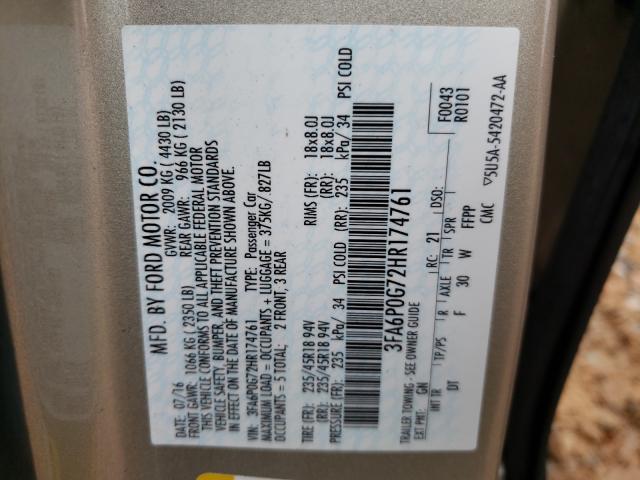 MFD. BY FORD MOTOR CO.
07/16 GVWR: 2009 KG ( 4430 LB)
FRONT GAWR: 1066 KG ( 2350 LB) REAR GAWR: 966 KG ( 2130 LB)
THIS VEHICLE CONFORMS TO ALL APPLICABLE FEDERAL MOTOR
VEHICLE SAFETY, BUMPER, AND THEFT PREVENTION STANDARDS
IN EFFECT ON THE DATE OF MANUFACTURE SHOWN ABOVE.
VIN: 3FA6P0G72HR174761 TYPE: Passenger Car
MAXIMUM LOAD = OCCUPANTS + LUGGAGE = 375KG/ 827LB
OCCUPANTS = 5 TOTAL: 2 FRONT, 3 REAR
TIRE (FR): 235/45R18 94V RIMS (FR): 18x8.0J
(RR): 235/45R18 94V (RR): 18x8.0J
PRESSURE (FR): 235 kPa/ 34 PSI COLD (RR): 235 kPa/ 34 PSI COLD
3FA6P0G72HR174761
TRAILER TOWING - SEE OWNER GUIDE
F0043
R0101
EXT PNT: GN RC: 21 DSO:
INT TR TP/PS R AXLE TR SPR
DT F 30 W FFPP
CMC ▽5U5A-5420472-AA